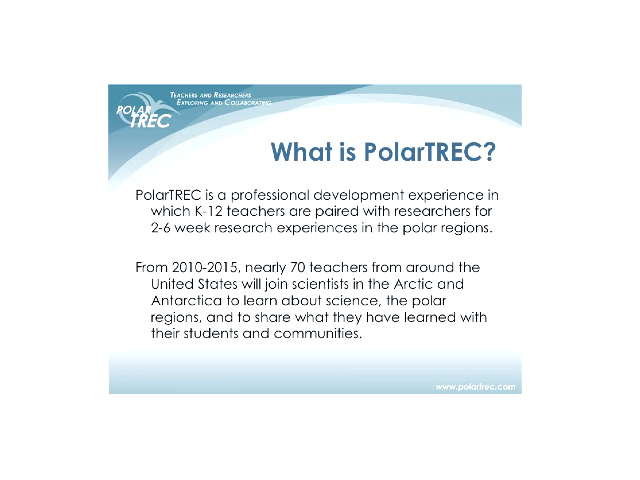 TEACHERS AND RESEARCHERS
EXPLORING AND COLLABORATING
POLAR
TREC
What is PolarTREC?
PolarTREC is a professional development experience in
which K-12 teachers are paired with researchers for
2-6 week research experiences in the polar regions.
From 2010-2015, nearly 70 teachers from around the
United States will join scientists in the Arctic and
Antarctica to learn about science, the polar
regions, and to share what they have learned with
their students and communities.
www.polartrec.com